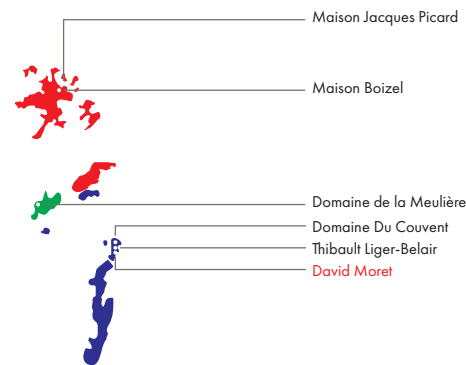 Maison Jacques Picard
Maison Boizel
Domaine de la Meulière
Domaine Du Couvent
Thibault Liger-Belair
David Moret